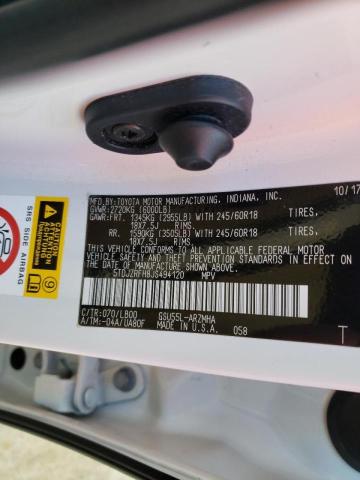 MFD.BY:TOYOTA MOTOR MANUFACTURING, INDIANA, INC. 10/17
GVWR:2720KG (6000LB)
GAWR:FRT. 1345KG (2955LB) WITH 245/60R18 TIRES,
18X7.5J RIMS
RR. 1590KG (3505LB) WITH 245/60R18 TIRES,
18X7.5J
THIS VEHICLE CONFORMS TO ALL APPLICABLE FEDERAL MOTOR
VEHICLE SAFETY, BUMPER, AND THEFT PREVENTION STANDARDS IN
EFFECT ON THE DATE OF MANUFACTURE SHOWN ABOVE.
5TDJZRFH8JS494120 MPV
C/TR:070/LB00 GSU55L-ARZMHA
A/TM:-04A/UA80F MADE IN U.S.A. 058
SRS SIDE AIRBAG